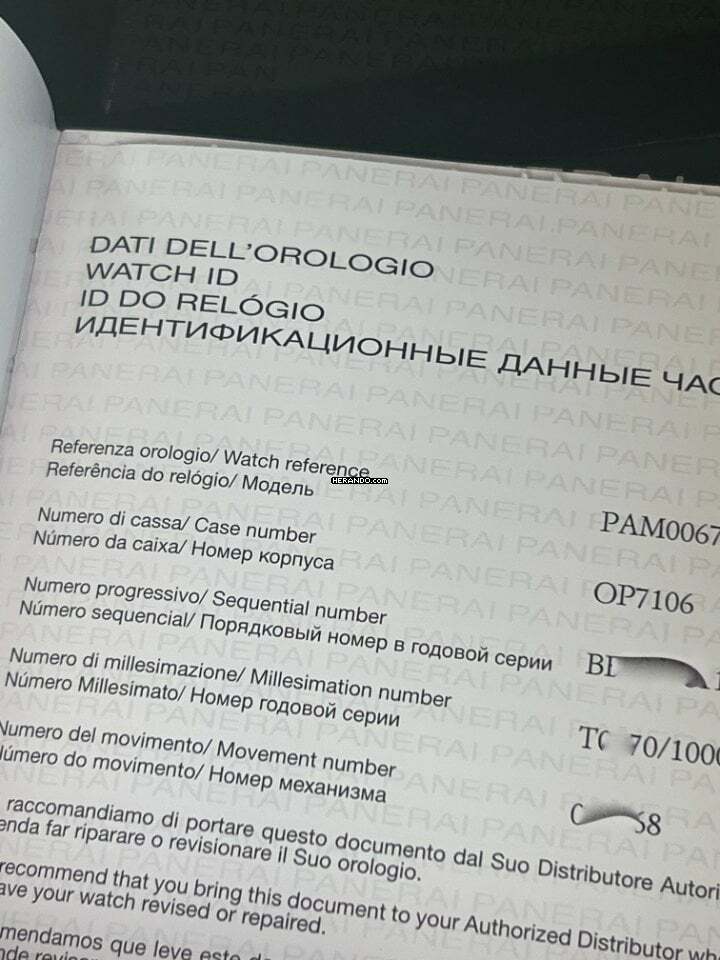 DATI DELL'OROLOGIO
WATCH ID
ID DO RELÓGIO
ИДЕНТИФИКАЦИОННЫЕ ДАННЫЕ ЧАС
Referenza orologio/ Watch reference
Referência do relógio/ Модель
HERANDO.com
PAM0067
Numero di cassa/ Case number
Número da caixa/ Номер корпуса
OP7106
Numero progressivo/ Sequential number
Número sequencial/ Порядковый номер в годовой серии
Numero di millesimazione/ Millesimation number
Número Millesimato/ Номер годовой серии
70/1000
Numero del movimento/ Movement number
Número do movimento/ Номер механизма
raccomandiamo di portare questo documento dal Suo Distributore Autori
enda far riparare o revisionare il Suo orologio.
recommend that you bring this document to your Authorized Distributor wh
ave your watch revised or repaired.
mendamos que leve este